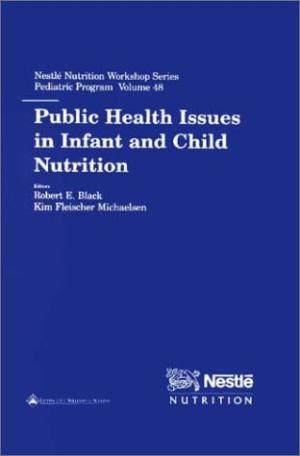 Nestlé Nutrition Workshop Series
Pediatric Program Volume 48
Public Health Issues
in Infant and Child
Nutrition
Editors
Robert E. Black
Kim Fleischer Michaelsen
Nestlé
NUTRITION